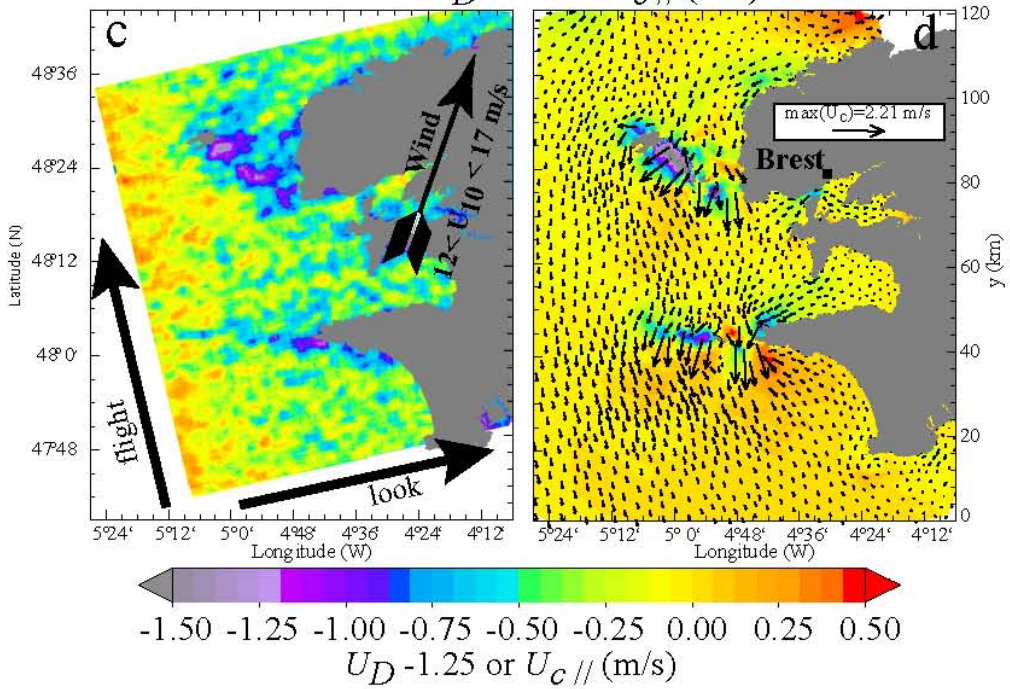 c
d
48°36
48°24
48°12
48°0
47°48
Latitude (N)
Wind
12< U10 <17 m/s
flight
look
5°24' 5°12 5°0' 4°48 4°36 4°24 4°12
Longitude (W)
max(U_C)=2.21 m/s
Brest
120
100
80
60
40
20
0
y (km)
5°24' 5°12 5° 0' 4°48 4°36 4°24 4°12
Longitude (W)
-1.50 -1.25 -1.00 -0.75 -0.50 -0.25 0.00 0.25 0.50
U_D -1.25 or U_c // (m/s)